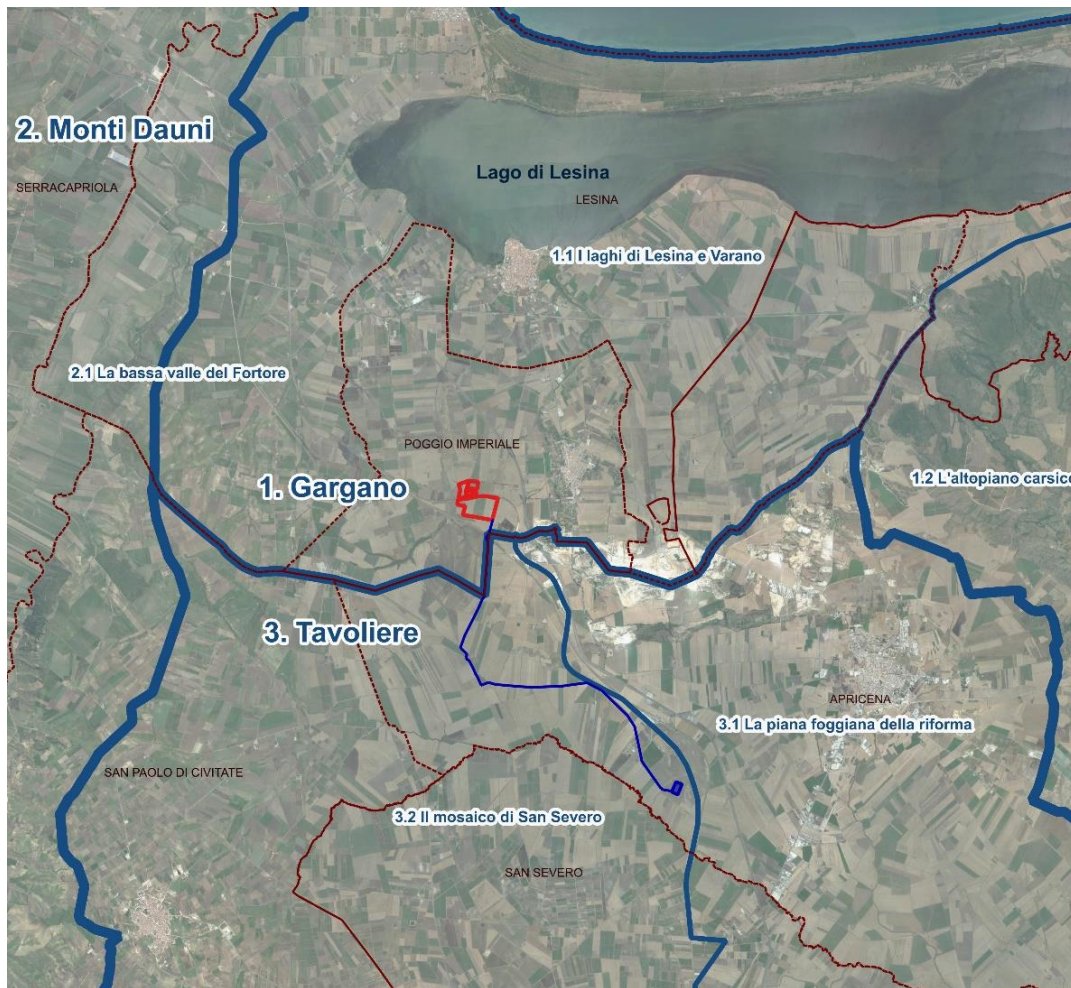 2. Monti Dauni
Lago di Lesina
SERRACAPRIOLA
LESINA
1.1 I laghi di Lesina e Varano
2.1 La bassa valle del Fortore
POGGIO IMPERIALE
1. Gargano
1.2 L'altopiano carsico
3. Tavoliere
APRICENA
3.1 La piana foggiana della riforma
SAN PAOLO DI CIVITATE
3.2 Il mosaico di San Severo
SAN SEVERO